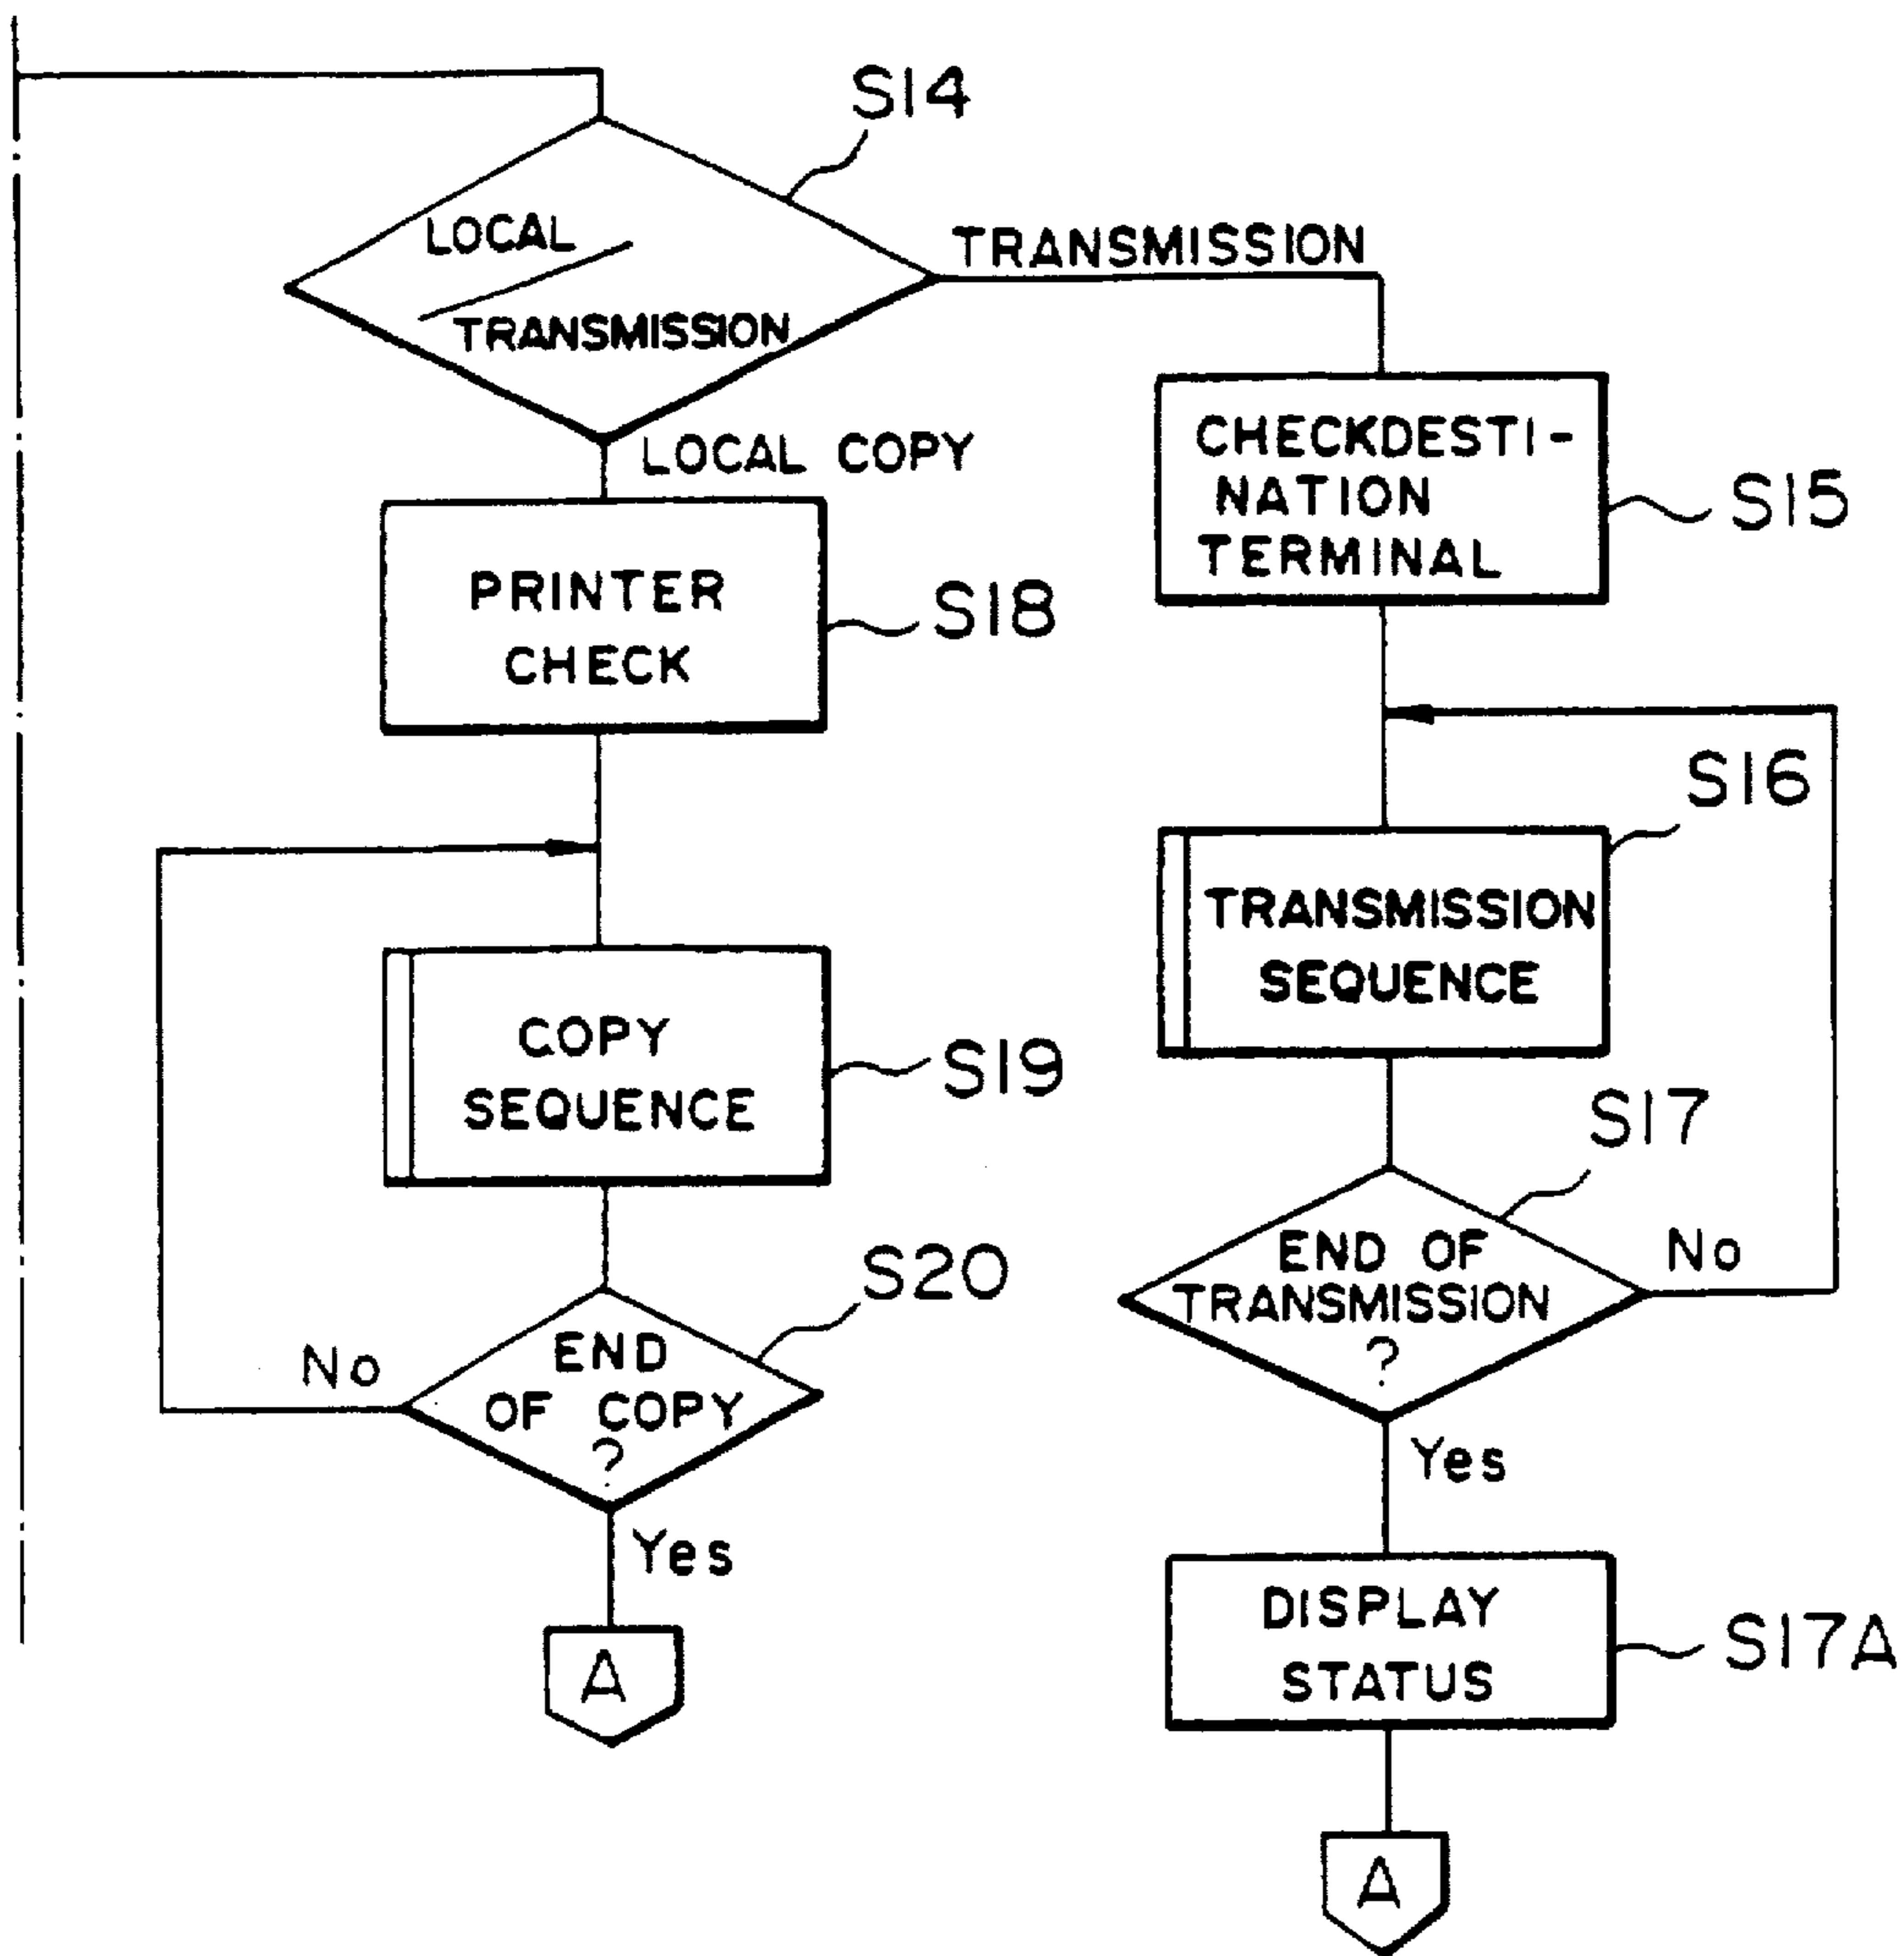 S14
LOCAL
TRANSMISSION
TRANSMISSION
LOCAL COPY
PRINTER
CHECK
S18
COPY
SEQUENCE
S19
END
OF COPY
?
S20
No
Yes
A
CHECKDESTI-
NATION
TERMINAL
S15
TRANSMISSION
SEQUENCE
S16
END OF
TRANSMISSION
?
S17
No
Yes
DISPLAY
STATUS
S17A
A